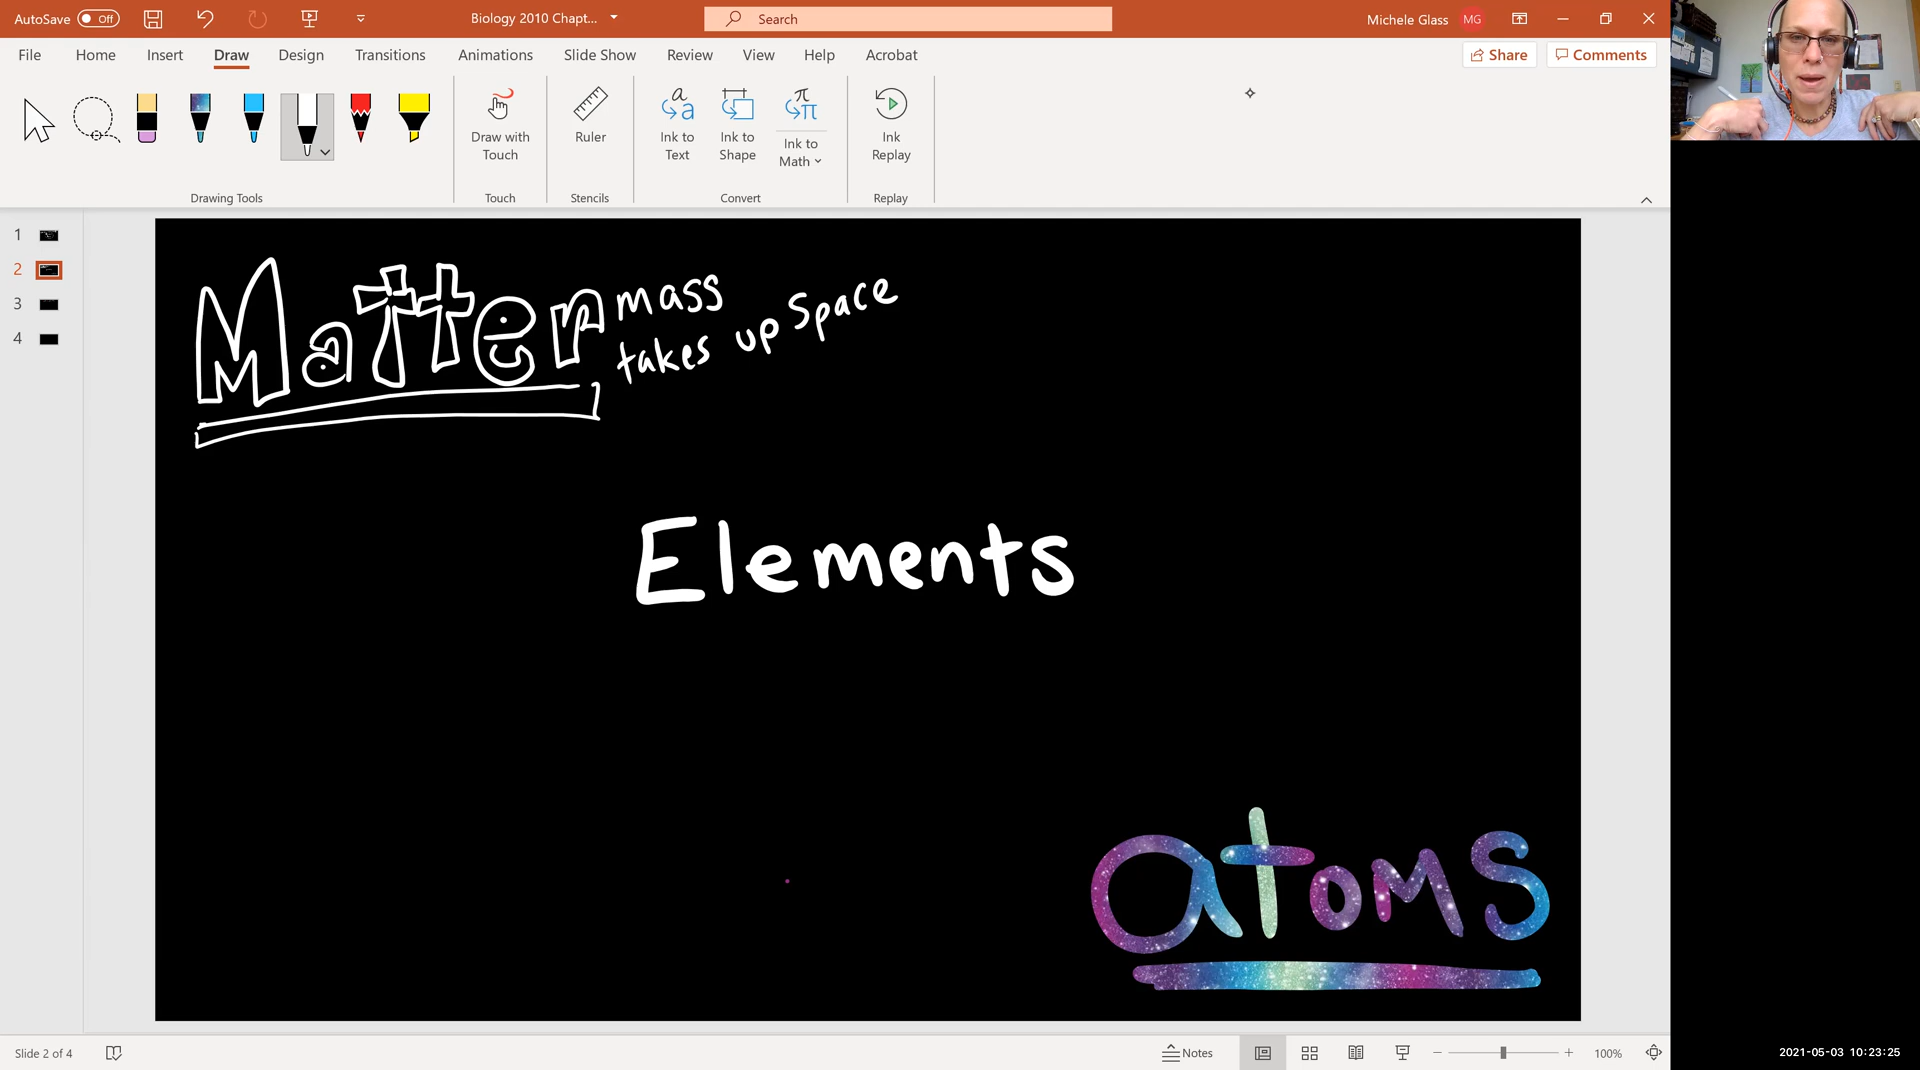 AutoSave Off Biology 2010 Chapt... Search Michele Glass MG
File Home Insert Draw Design Transitions Animations Slide Show Review View Help Acrobat Share Comments
Draw with Touch
Ruler
Ink to Text
Ink to Shape
Ink to Math
Ink Replay
Drawing Tools Touch Stencils Convert Replay
1
2
3
4
Matter mass
takes up space
Elements
atoms
Slide 2 of 4 Notes 100%
2021-05-03 10:23:25